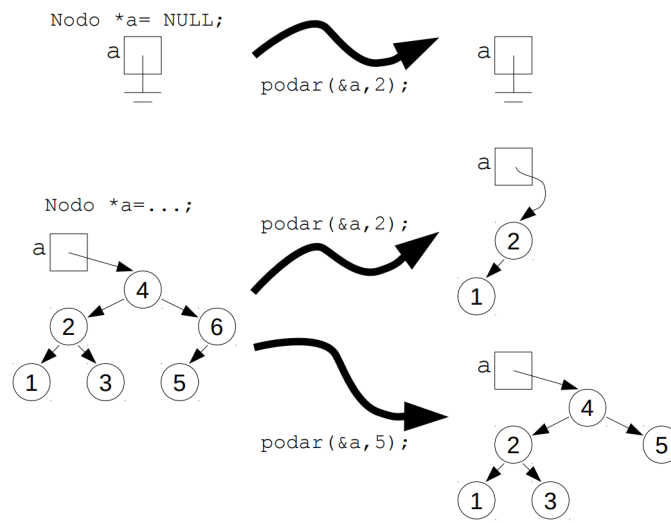 Nodo *a= NULL;
a
podar(&a,2);
a
a
Nodo *a=...;
podar(&a,2);
a
2
4
1
2
6
1
3
5
podar(&a,5);
a
4
2
5
1
3